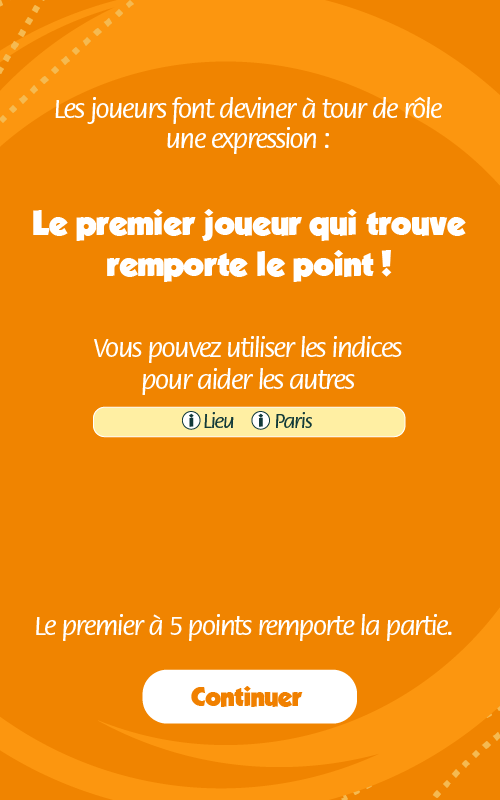 Les joueurs font deviner à tour de rôle
une expression :
Le premier joueur qui trouve
remporte le point !
Vous pouvez utiliser les indices
pour aider les autres
i Lieu i Paris
Le premier à 5 points remporte la partie.
Continuer